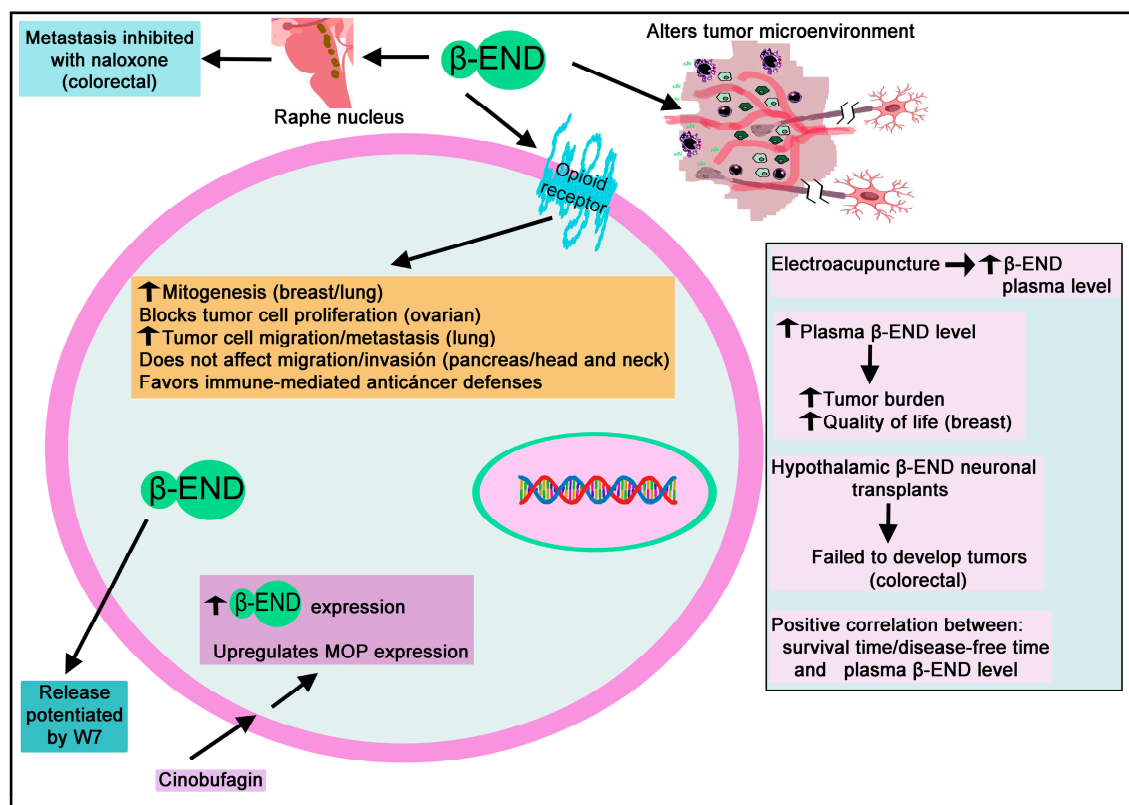 Metastasis inhibited
with naloxone
(colorectal)
Raphe nucleus
β-END
Alters tumor microenvironment
Opioid
receptor
↑Mitogenesis (breast/lung)
Blocks tumor cell proliferation (ovarian)
↑Tumor cell migration/metastasis (lung)
Does not affect migration/invasión (pancreas/head and neck)
Favors immune-mediated anticáncer defenses
β-END
↑ β-END expression
Upregulates MOP expression
Release
potentiated
by W7
Cinobufagin
Electroacupuncture → ↑ β-END
plasma level
↑Plasma β-END level
↑Tumor burden
↑Quality of life (breast)
Hypothalamic β-END neuronal
transplants
Failed to develop tumors
(colorectal)
Positive correlation between:
survival time/disease-free time
and plasma β-END level